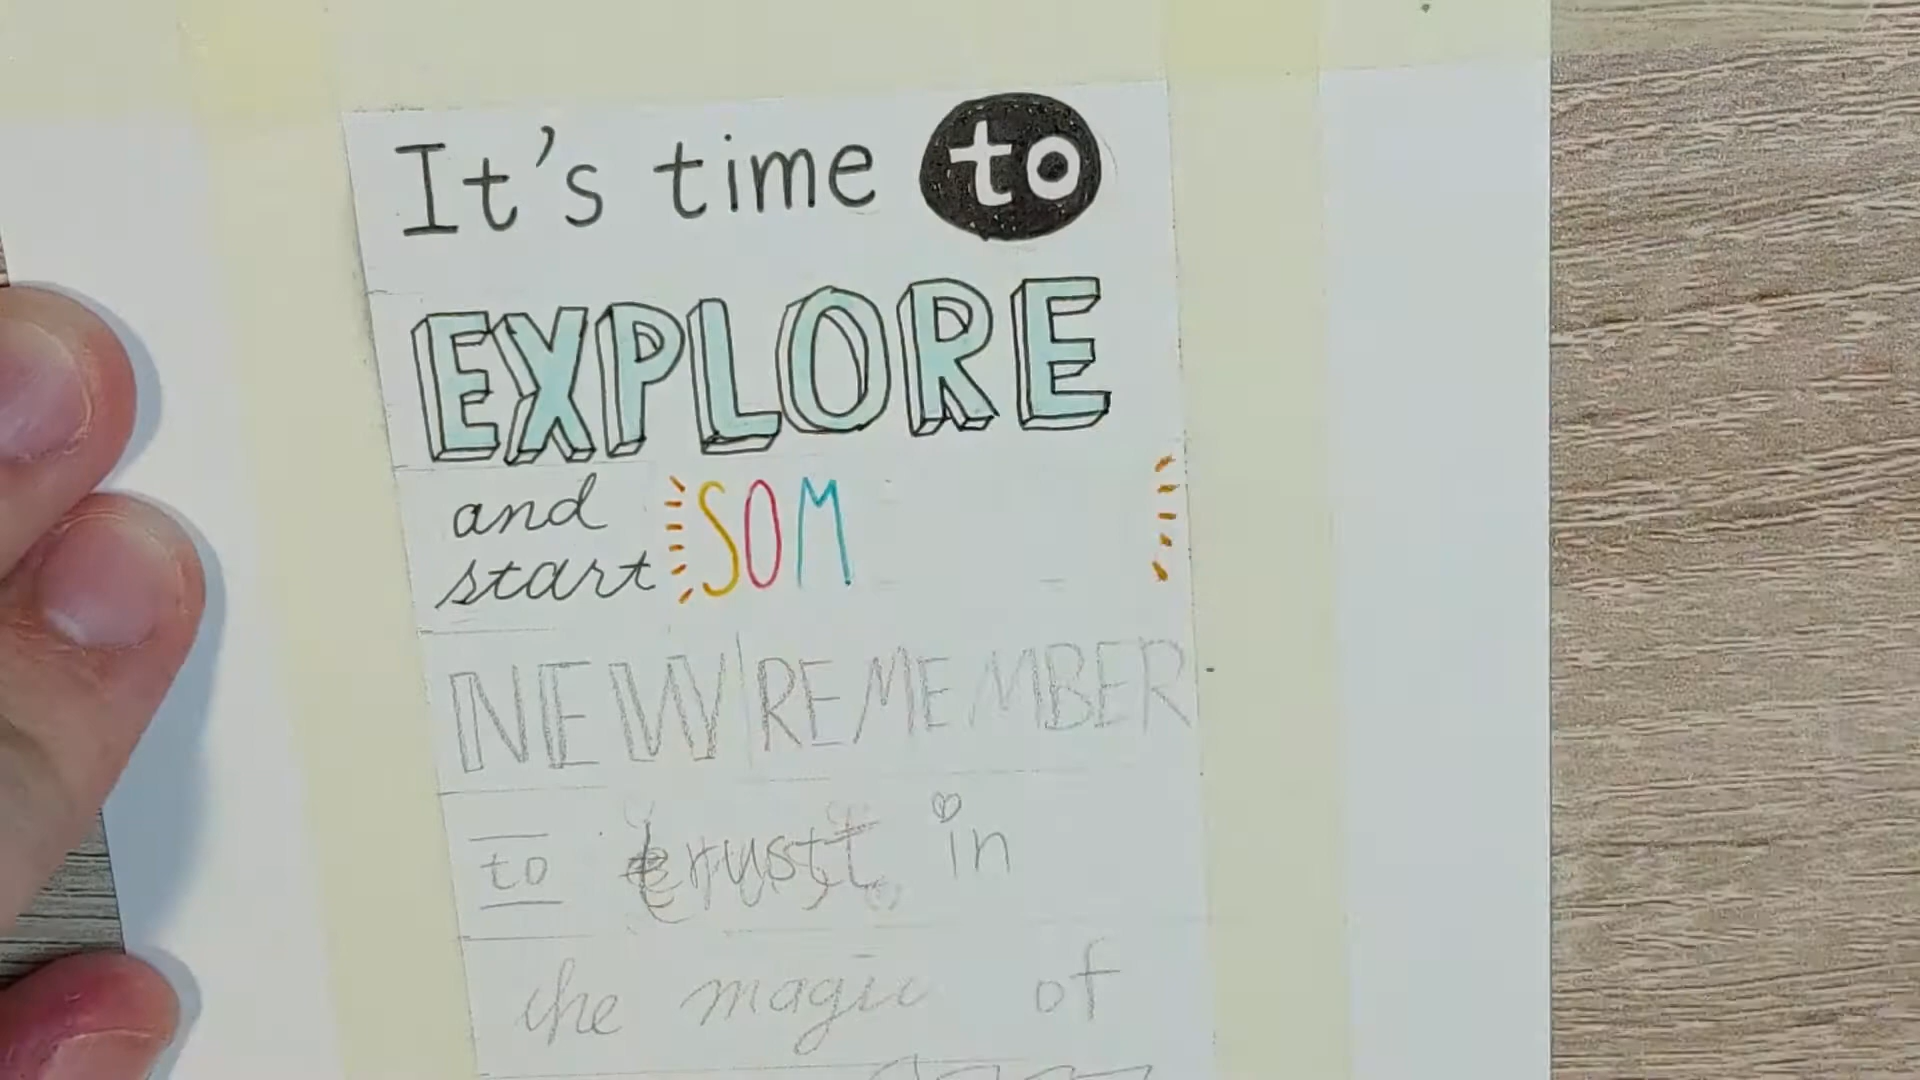 It's time to
EXPLORE
and
start SOM
NEW REMEMBER
to trust in
the magic of